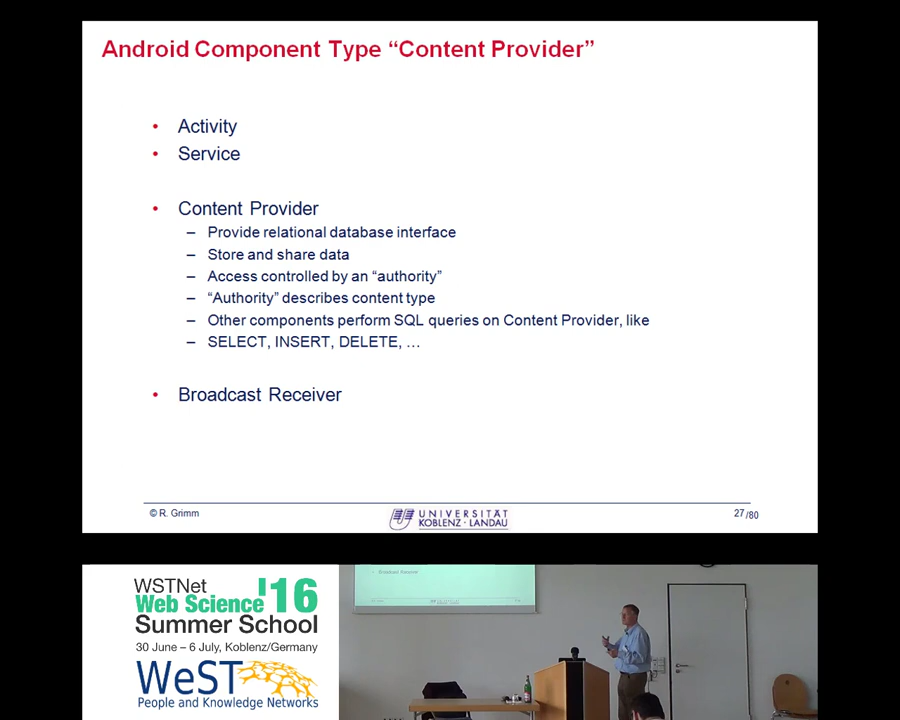 Android Component Type “Content Provider”
• Activity
• Service
• Content Provider
– Provide relational database interface
– Store and share data
– Access controlled by an “authority”
– “Authority” describes content type
– Other components perform SQL queries on Content Provider, like
– SELECT, INSERT, DELETE, …
• Broadcast Receiver
© R. Grimm
UNIVERSITÄT
KOBLENZ · LANDAU
27/80
WSTNet
Web Science '16
Summer School
30 June – 6 July, Koblenz/Germany
WeST
People and Knowledge Networks
Broadcast Receiver